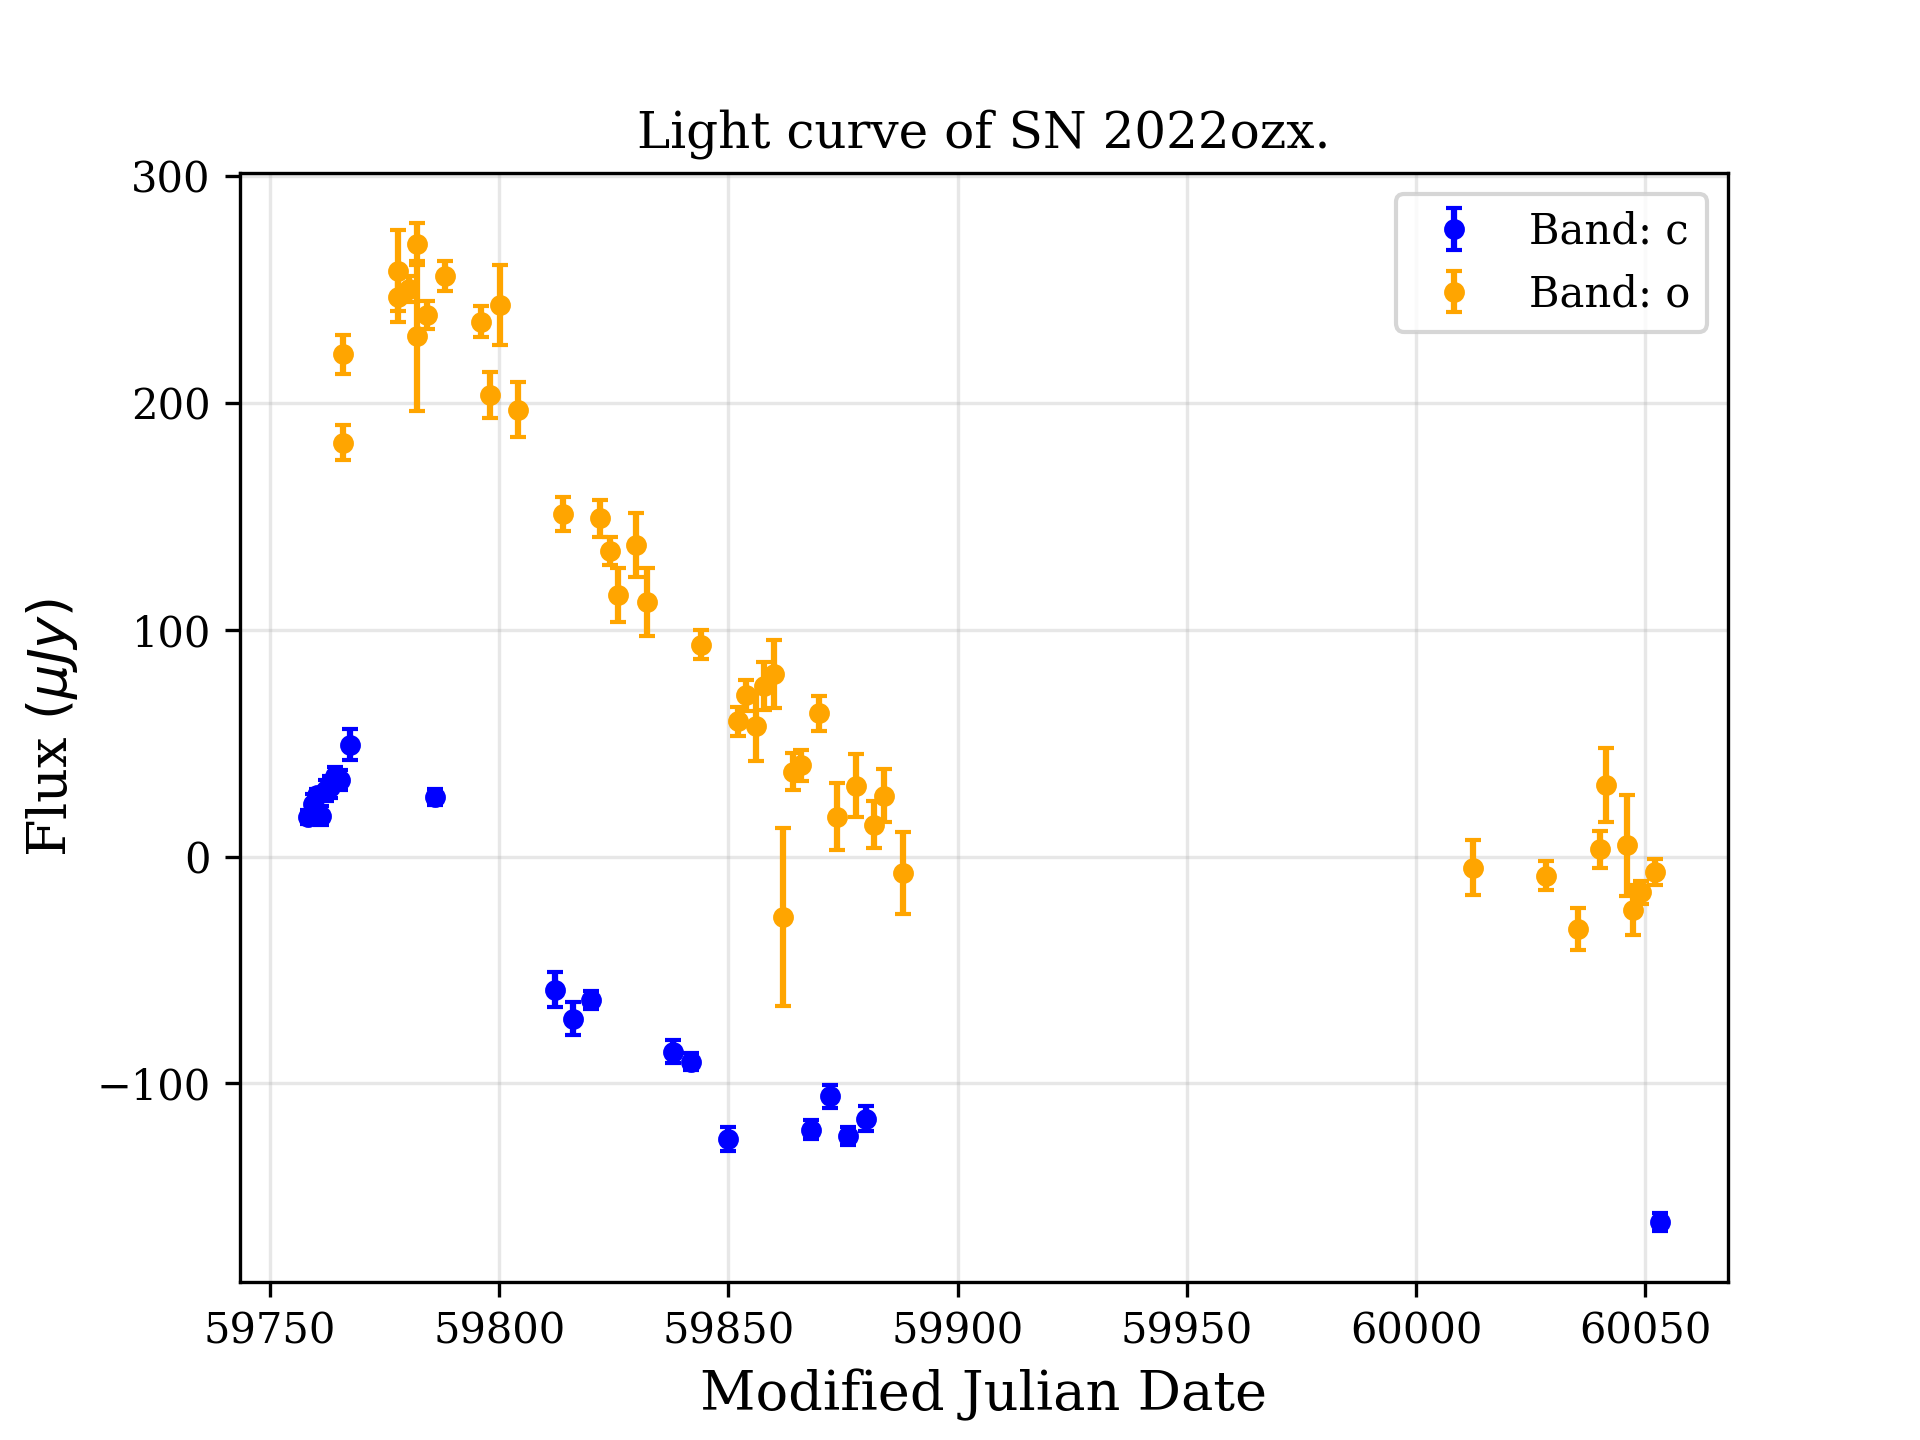 Light curve of SN 2022ozx.
Band: c
Band: o
Flux (μJy)
300
200
100
0
−100
59750 59800 59850 59900 59950 60000 60050
Modified Julian Date